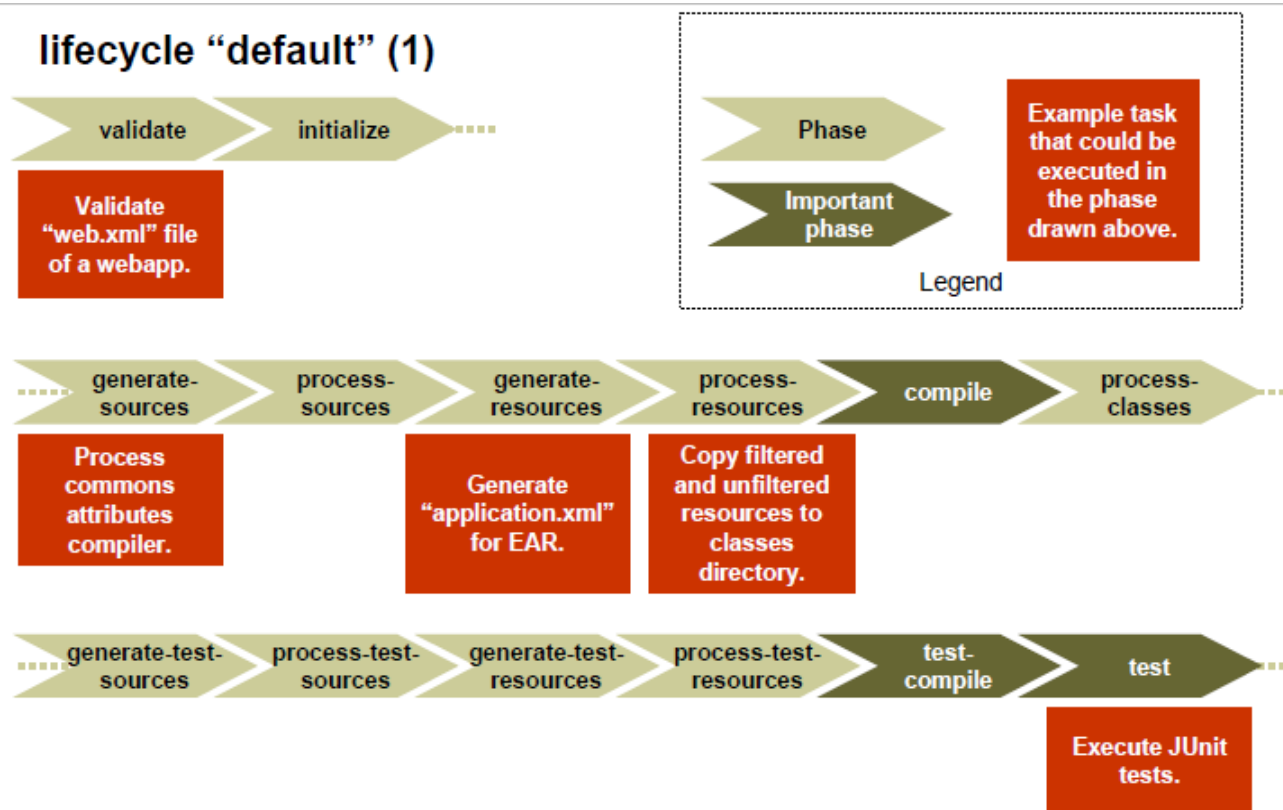 lifecycle “default” (1)
validate
initialize
Validate
“web.xml” file
of a webapp.
Phase
Important
phase
Example task
that could be
executed in
the phase
drawn above.
Legend
generate-
sources
process-
sources
generate-
resources
process-
resources
compile
process-
classes
Process
commons
attributes
compiler.
Generate
“application.xml”
for EAR.
Copy filtered
and unfiltered
resources to
classes
directory.
generate-test-
sources
process-test-
sources
generate-test-
resources
process-test-
resources
test-
compile
test
Execute JUnit
tests.